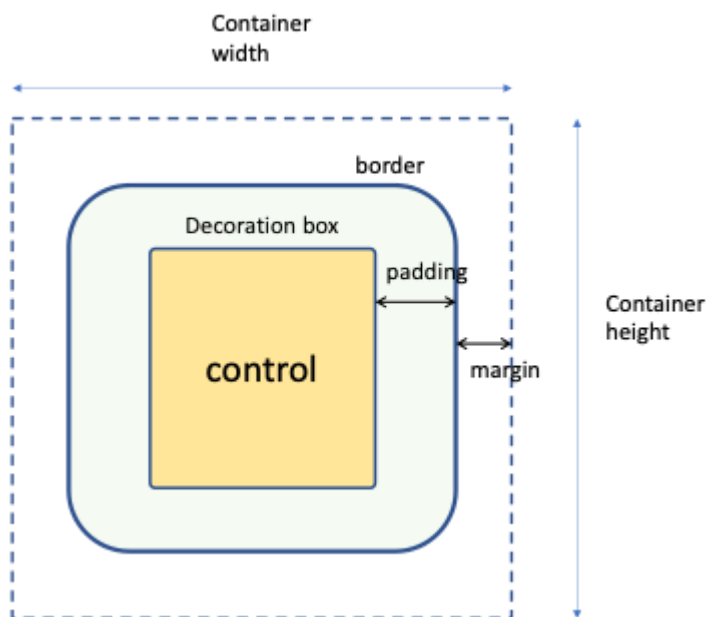 Container
width
border
Decoration box
padding
Container
height
control
margin